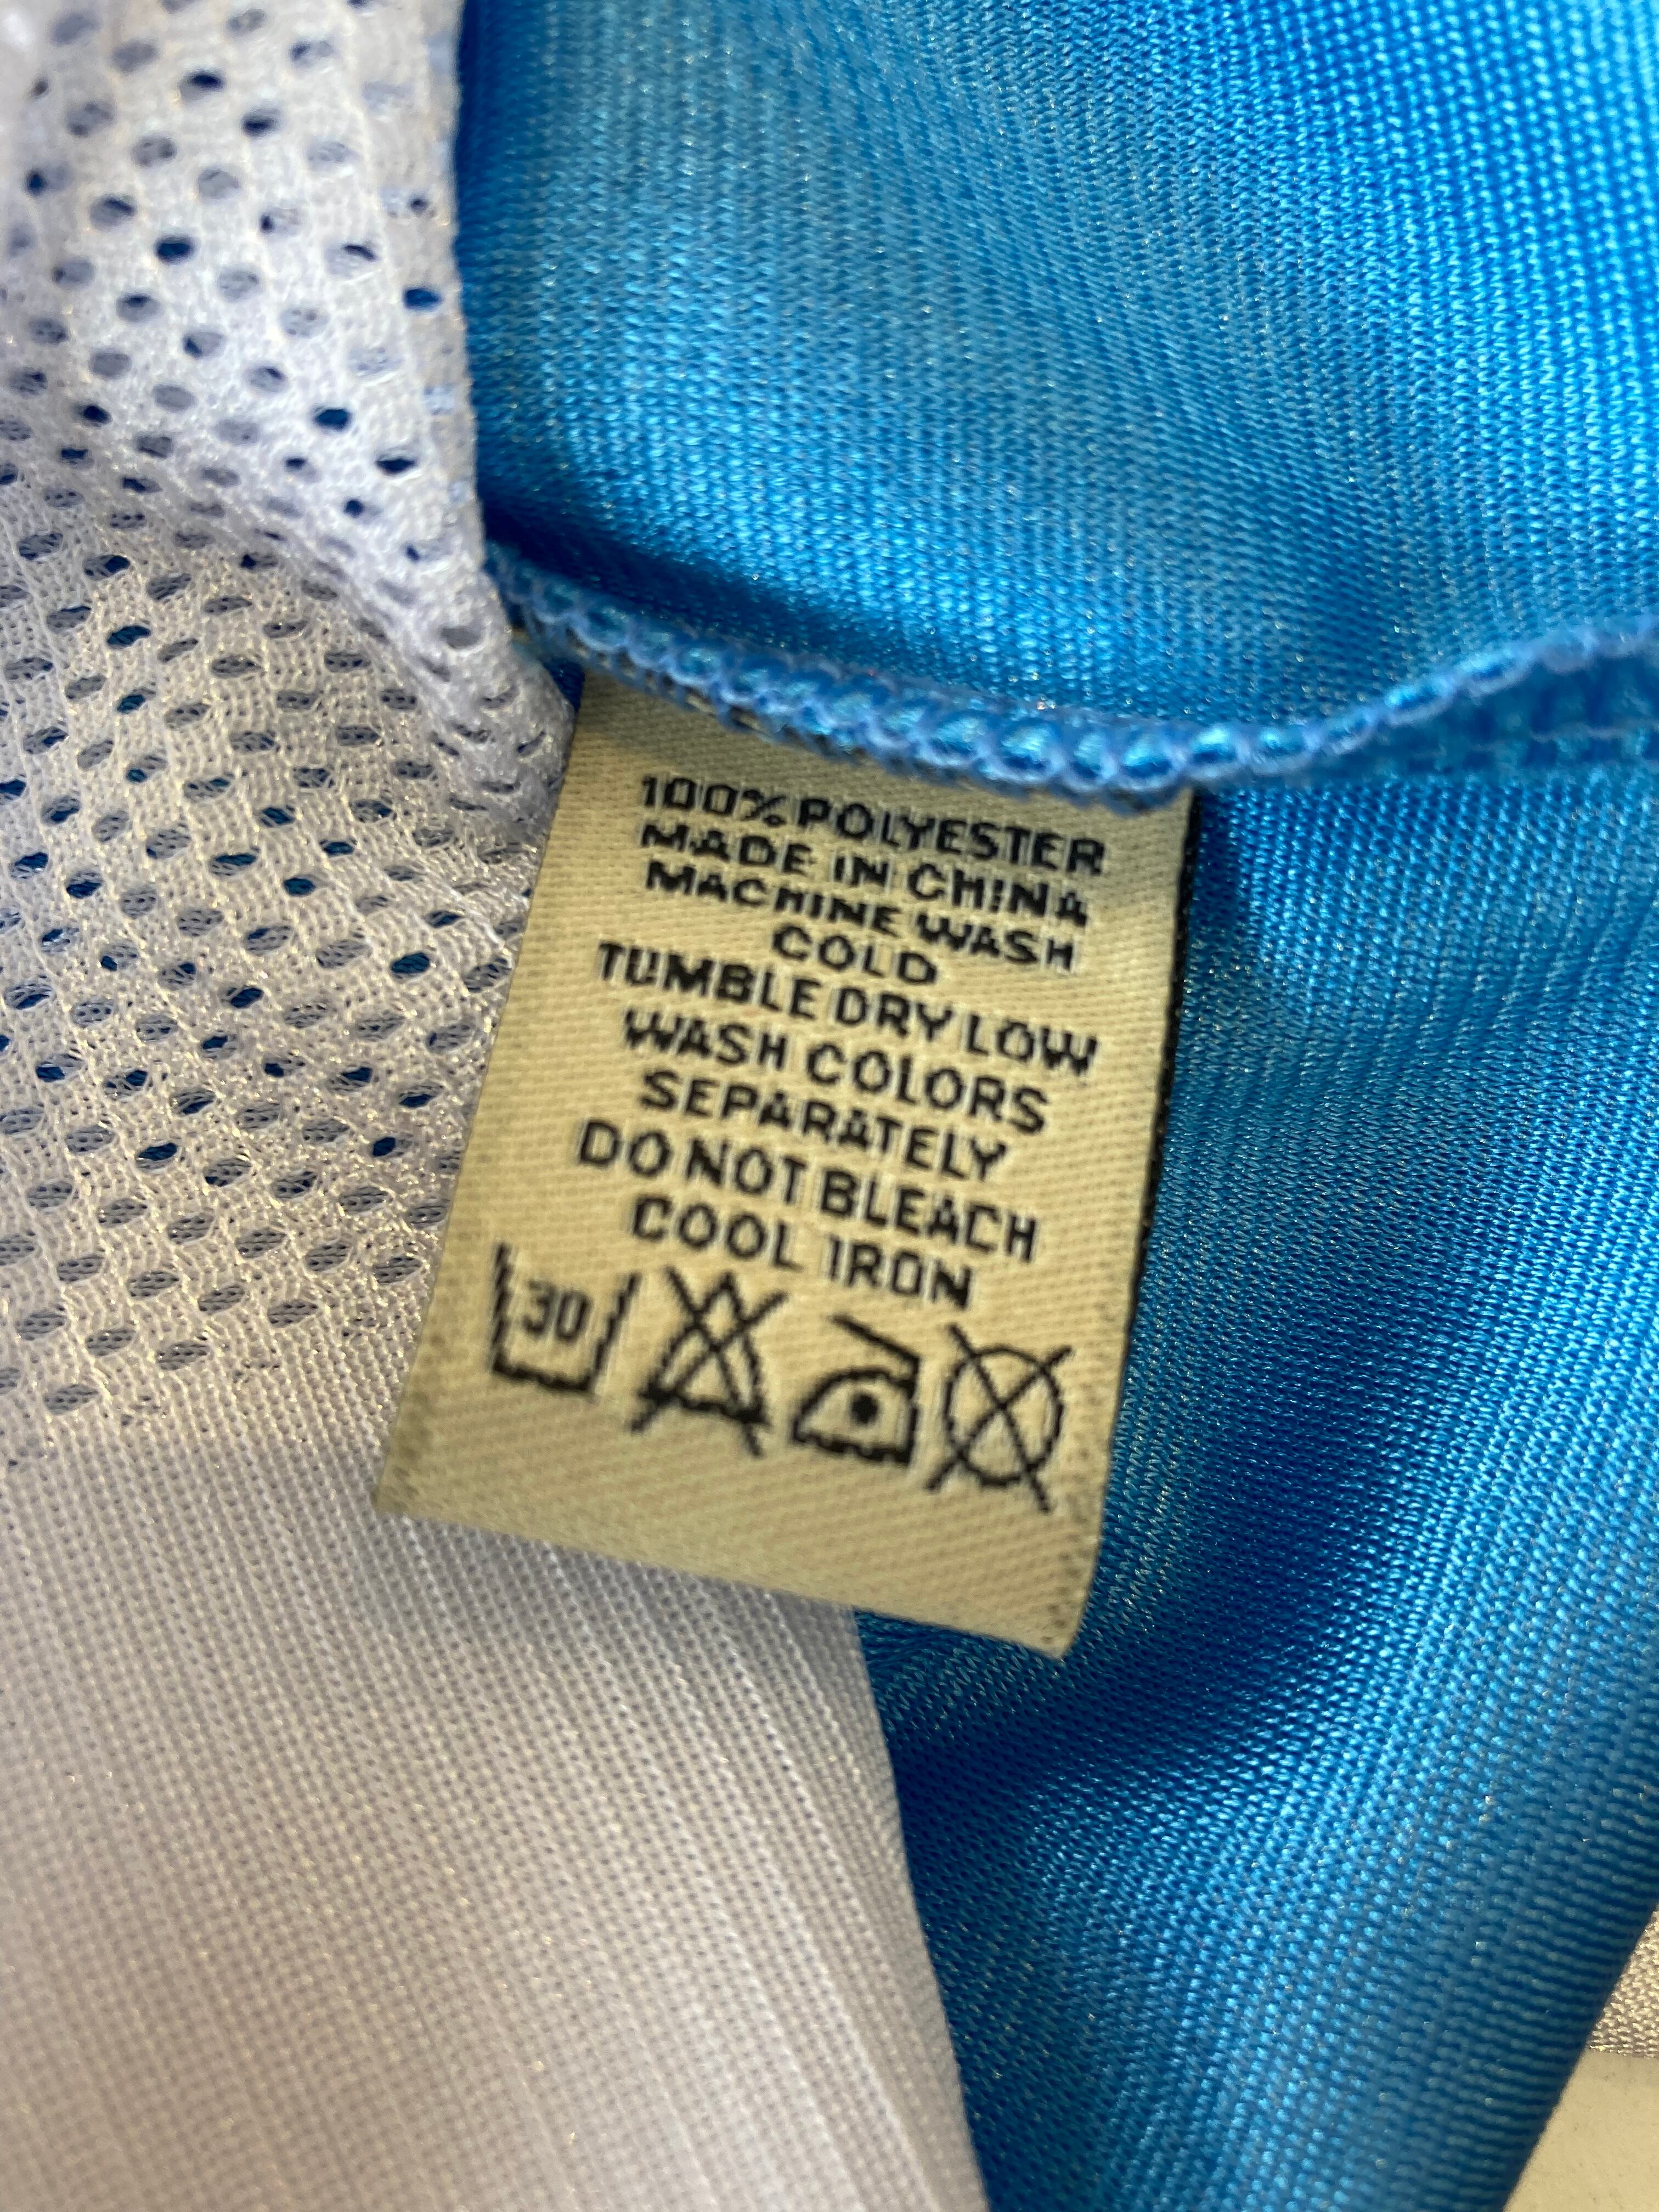 100% POLYESTER
MADE IN CHINA
MACHINE WASH
COLD
TUMBLE DRY LOW
WASH COLORS
SEPARATELY
DO NOT BLEACH
COOL IRON
30